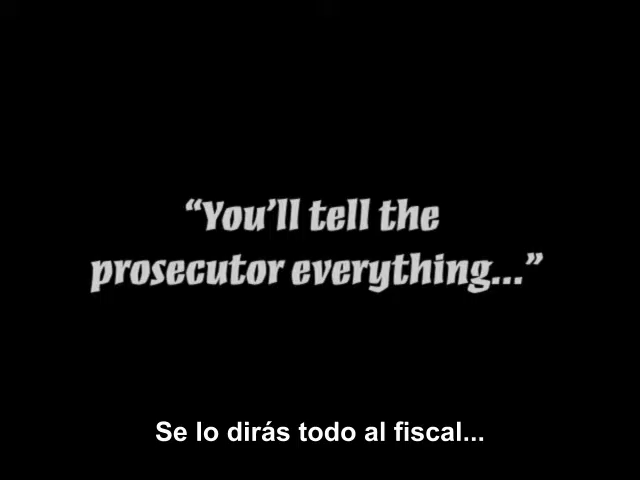 “You’ll tell the
prosecutor everything...”
Se lo dirás todo al fiscal...